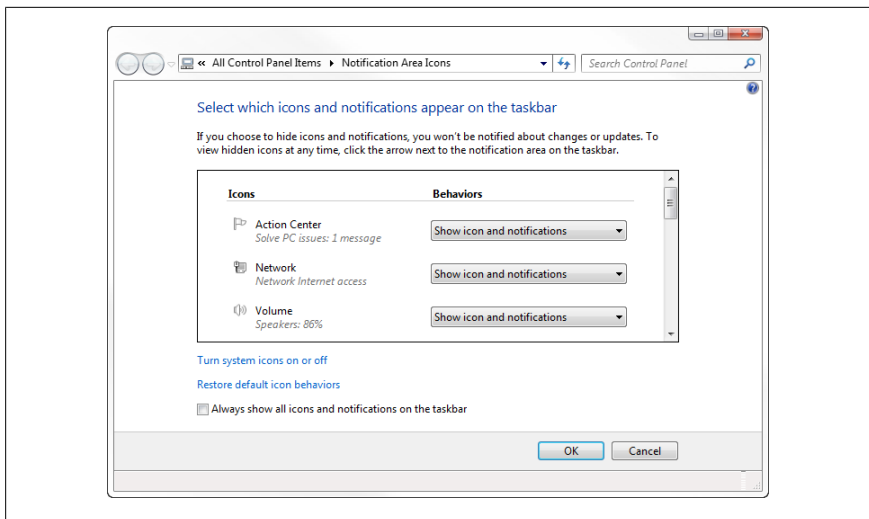 « All Control Panel Items ▸ Notification Area Icons Search Control Panel
Select which icons and notifications appear on the taskbar
If you choose to hide icons and notifications, you won't be notified about changes or updates. To
view hidden icons at any time, click the arrow next to the notification area on the taskbar.
Icons Behaviors
Action Center
Solve PC issues: 1 message
Show icon and notifications
Network
Network Internet access
Show icon and notifications
Volume
Speakers: 86%
Show icon and notifications
Turn system icons on or off
Restore default icon behaviors
Always show all icons and notifications on the taskbar
OK Cancel